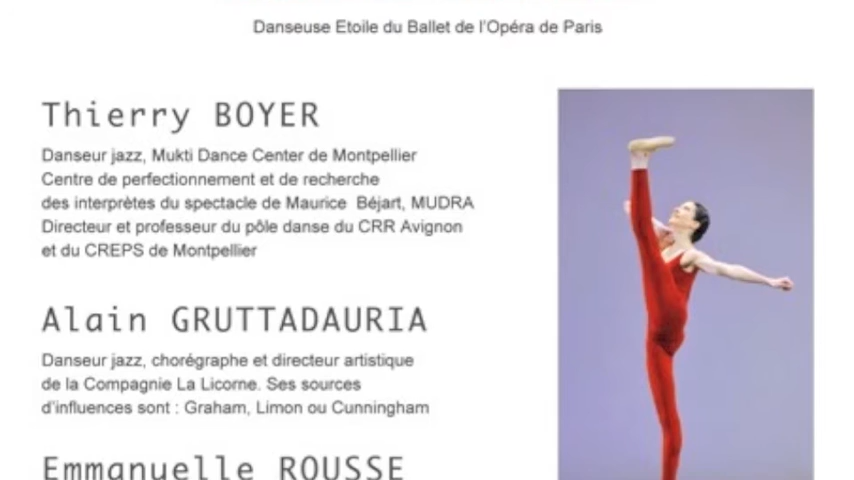 Danseuse Etoile du Ballet de l'Opéra de Paris
Thierry BOYER
Danseur jazz, Mukti Dance Center de Montpellier
Centre de perfectionnement et de recherche
des interprètes du spectacle de Maurice Béjart, MUDRA
Directeur et professeur du pôle danse du CRR Avignon
et du CREPS de Montpellier
Alain GRUTTADAURIA
Danseur jazz, chorégraphe et directeur artistique
de la Compagnie La Licorne. Ses sources
d'influences sont : Graham, Limon ou Cunningham
Emmanuelle ROUSSE